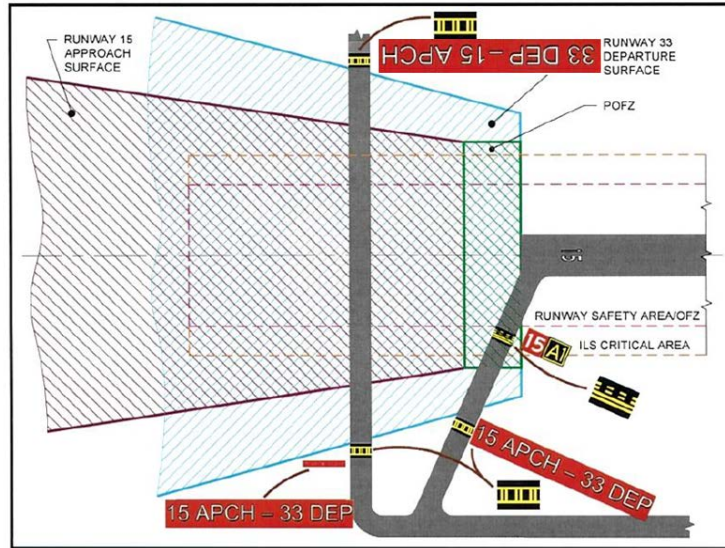 RUNWAY 15
APPROACH
SURFACE
33 DEP–15 APCH
RUNWAY 33
DEPARTURE
SURFACE
POFZ
15
RUNWAY SAFETY AREA/OFZ
15 A1
ILS CRITICAL AREA
15 APCH – 33 DEP
15 APCH – 33 DEP